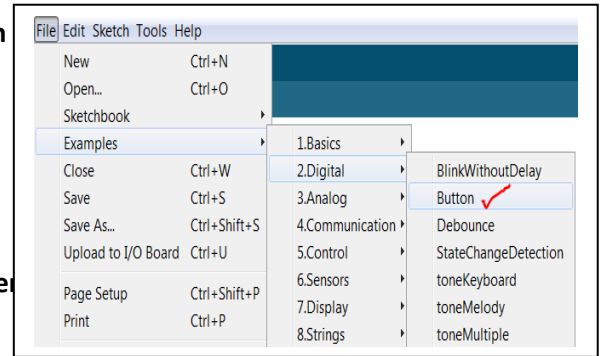 n
File Edit Sketch Tools Help
New Ctrl+N
Open... Ctrl+O
Sketchbook
Examples
Close Ctrl+W
Save Ctrl+S
Save As... Ctrl+Shift+S
Upload to I/O Board Ctrl+U
Page Setup Ctrl+Shift+P
Print Ctrl+P
er
1.Basics
2.Digital
3.Analog
4.Communication
5.Control
6.Sensors
7.Display
8.Strings
BlinkWithoutDelay
Button
Debounce
StateChangeDetection
toneKeyboard
toneMelody
toneMultiple